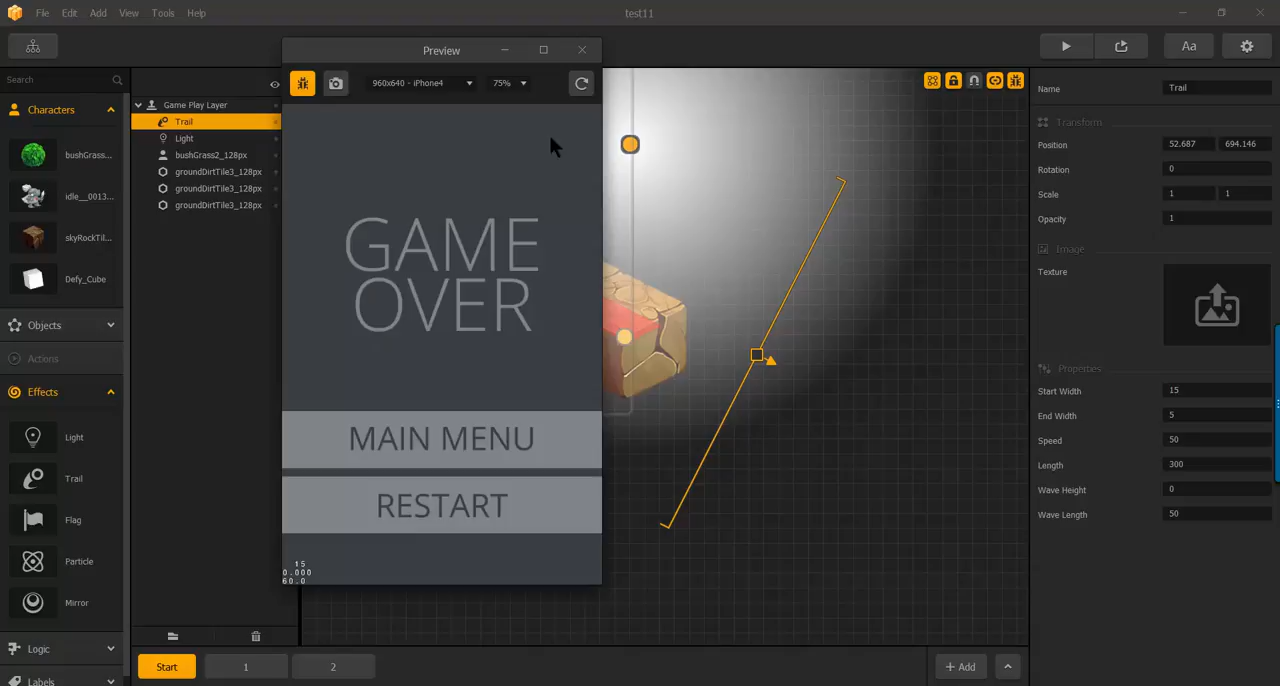 File Edit Add View Tools Help
test11
Aa
Search
Characters
bushGrass...
idle__0013...
skyRockTil...
Defy_Cube
Objects
Actions
Effects
Light
Trail
Flag
Particle
Mirror
Logic
Labels
Game Play Layer
Trail
Light
bushGrass2_128px
groundDirtTile3_128px
groundDirtTile3_128px
groundDirtTile3_128px
Preview
960x640 - iPhone4
75%
GAME
OVER
MAIN MENU
RESTART
15
0.000
60.0
Start
1
2
+ Add
Name Trail
Transform
Position 52.687 694.146
Rotation 0
Scale 1 1
Opacity 1
Image
Texture
Properties
Start Width 15
End Width 5
Speed 50
Length 300
Wave Height 0
Wave Length 50